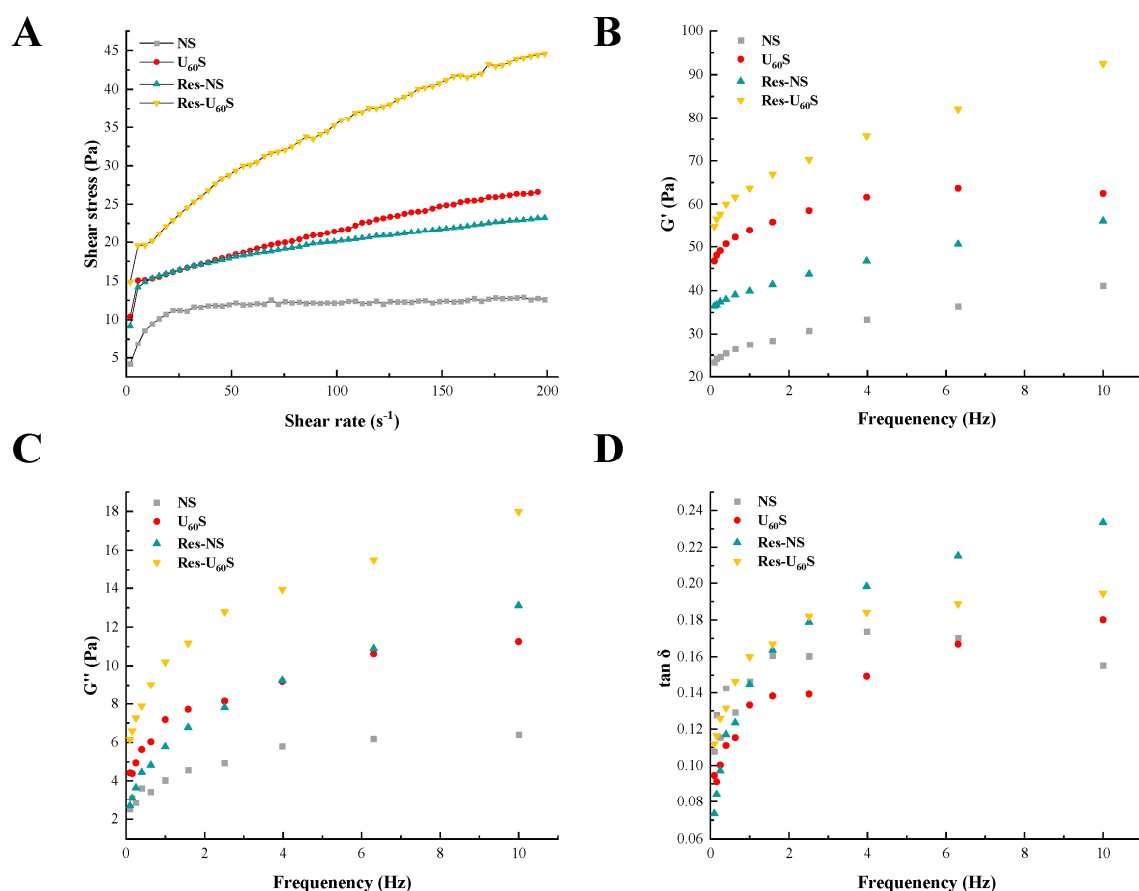 A
NS
U₆₀S
Res-NS
Res-U₆₀S
45
40
35
30
25
20
15
10
5
0
50
100
150
200
Shear stress (Pa)
Shear rate (s⁻¹)
B
NS
U₆₀S
Res-NS
Res-U₆₀S
100
90
80
70
60
50
40
30
20
0
2
4
6
8
10
G' (Pa)
Frequenency (Hz)
C
NS
U₆₀S
Res-NS
Res-U₆₀S
18
16
14
12
10
8
6
4
2
0
2
4
6
8
10
G'' (Pa)
Frequenency (Hz)
D
NS
U₆₀S
Res-NS
Res-U₆₀S
0.24
0.22
0.20
0.18
0.16
0.14
0.12
0.10
0.08
0.06
0
2
4
6
8
10
tan δ
Frequenency (Hz)